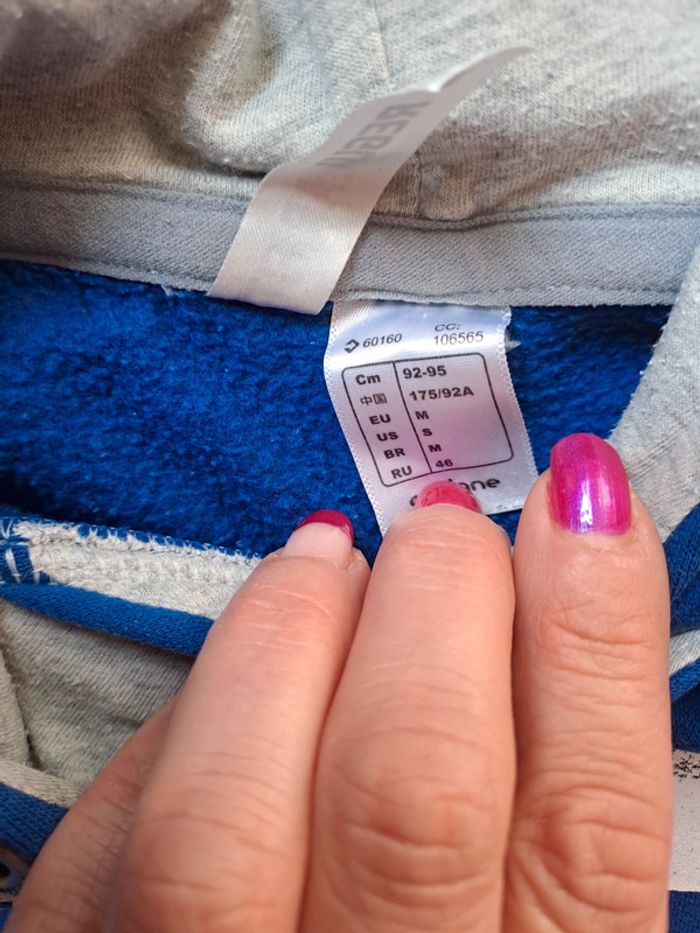 60160 CC:
106565
Cm 92-95
中国 175/92A
EU M
US S
BR M
RU 46